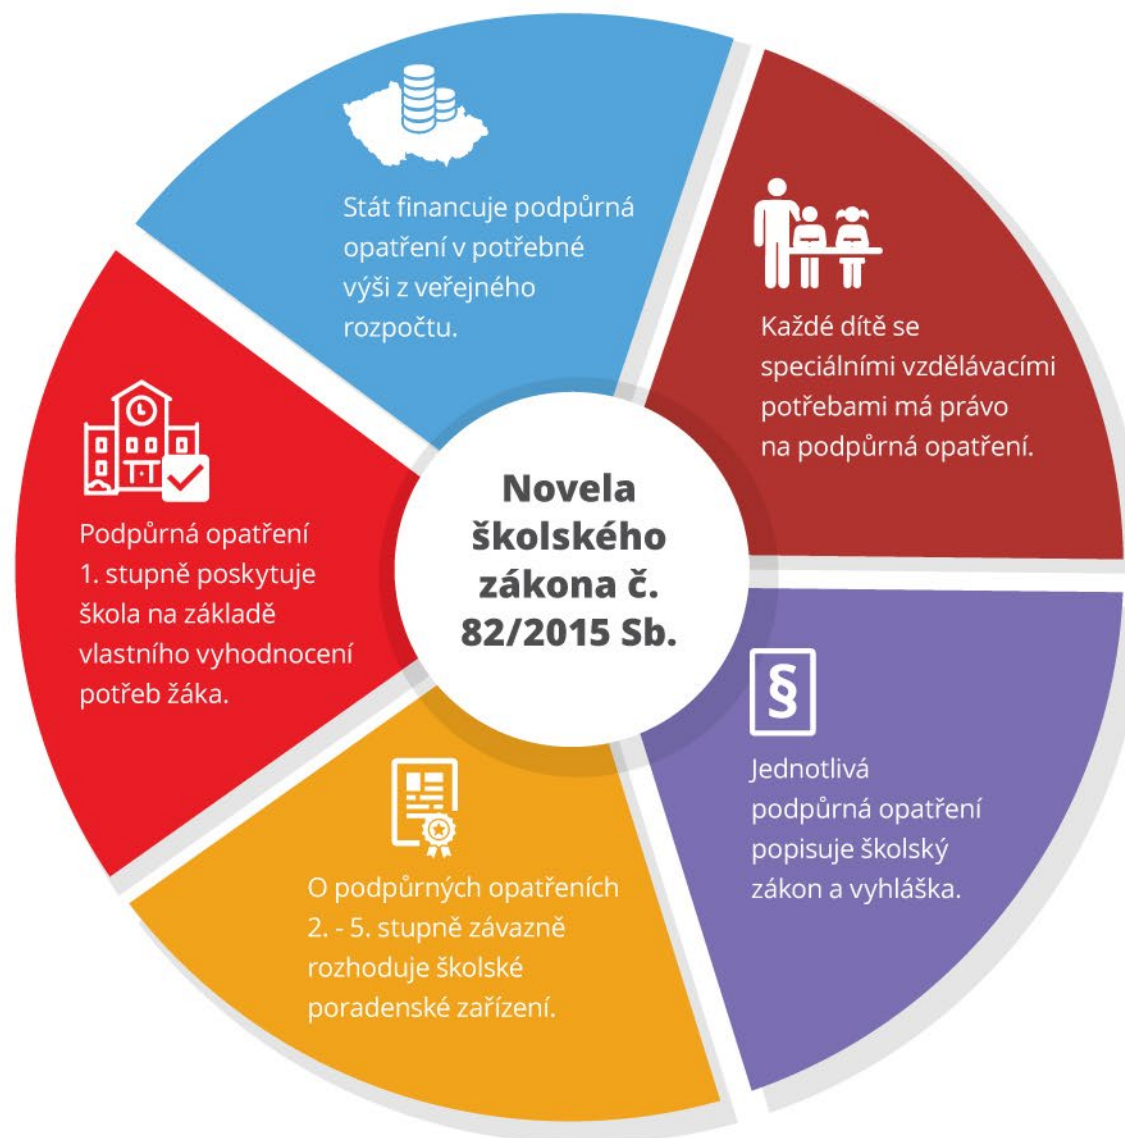 Stát financuje podpůrná
opatření v potřebné
výši z veřejného
rozpočtu.
Každé dítě se
speciálními vzdělávacími
potřebami má právo
na podpůrná opatření.
Novela
školského
zákona č.
82/2015 Sb.
Podpůrná opatření
1. stupně poskytuje
škola na základě
vlastního vyhodnocení
potřeb žáka.
§
Jednotlivá
podpůrná opatření
popisuje školský
zákon a vyhláška.
O podpůrných opatřeních
2. - 5. stupně závazně
rozhoduje školské
poradenské zařízení.